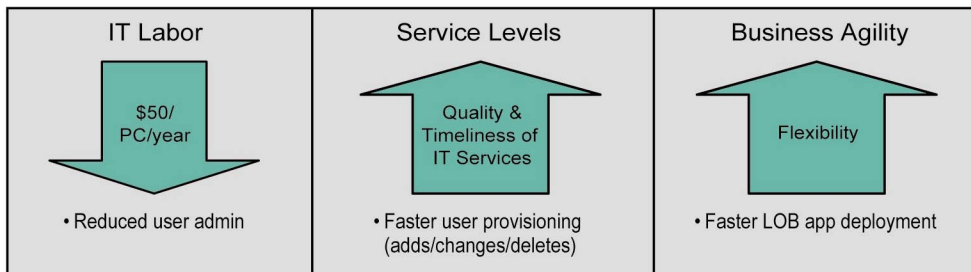 IT Labor
$50/
PC/year
• Reduced user admin
Service Levels
Quality &
Timeliness of
IT Services
• Faster user provisioning
(adds/changes/deletes)
Business Agility
Flexibility
• Faster LOB app deployment